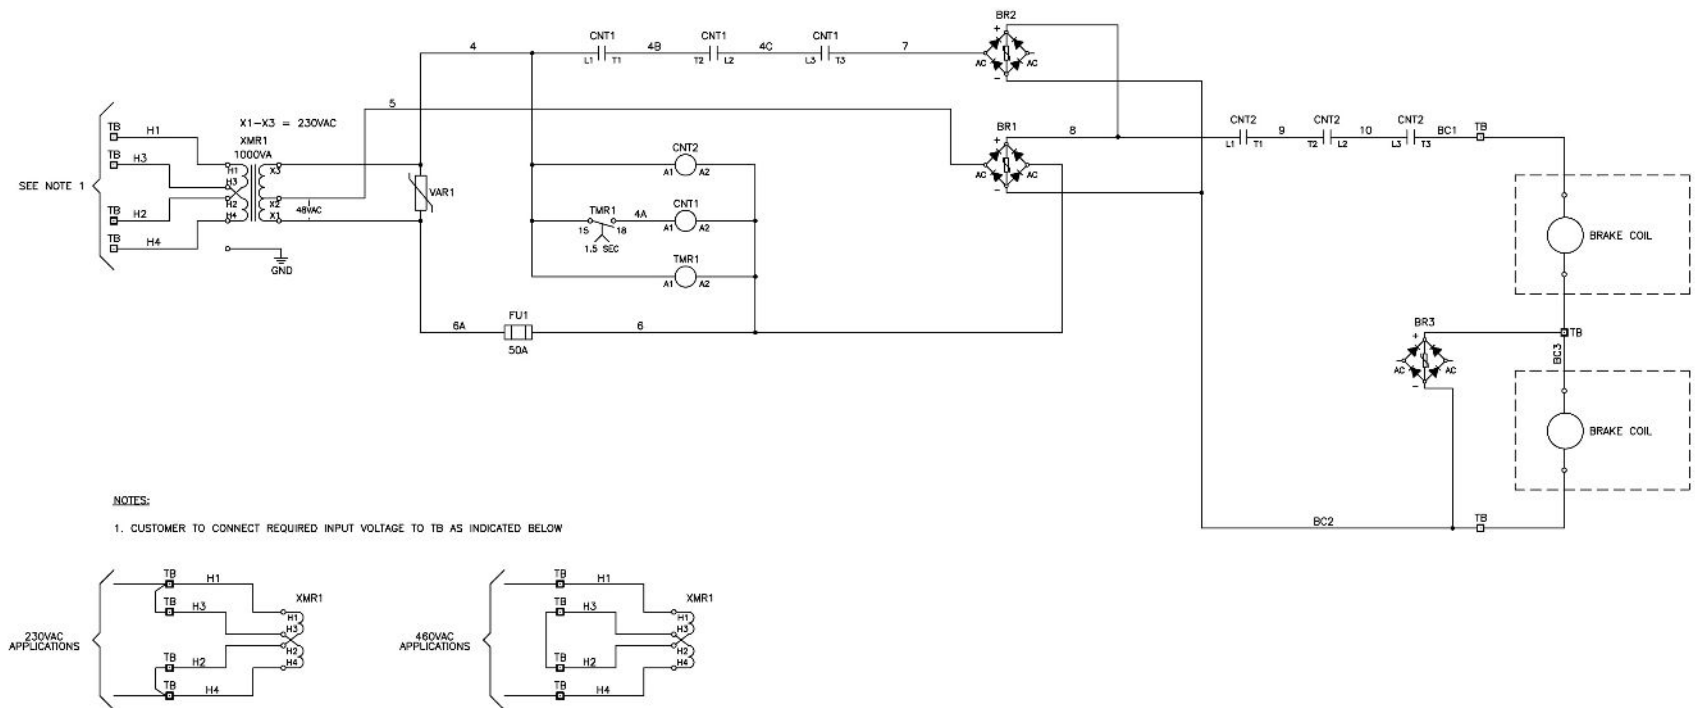 BR2
+
AC AC
-
4 CNT1 4B CNT1 4C CNT1 7
L1 T1 T2 L2 L3 T3
5
SEE NOTE 1
TB H1
TB H3
TB H2
TB H4
X1-X3 = 230VAC
XMR1
1000VA
H1 X3
H3
H2 X2
48VAC
H4 X1
GND
VAR1
CNT2
A1 A2
TMR1 4A CNT1
15 18 A1 A2
1.5 SEC
TMR1
A1 A2
6A FU1 6
50A
BR1
+
AC AC
-
8 CNT2 9 CNT2 10 CNT2 BC1 TB
L1 T1 T2 L2 L3 T3
BRAKE COIL
BR3
+
AC AC
-
TB
BC3
BRAKE COIL
BC2 TB
NOTES:
1. CUSTOMER TO CONNECT REQUIRED INPUT VOLTAGE TO TB AS INDICATED BELOW
230VAC
APPLICATIONS
TB H1
TB H3
TB H2
TB H4
XMR1
H1
H3
H2
H4
460VAC
APPLICATIONS
TB H1
TB H3
TB H2
TB H4
XMR1
H1
H3
H2
H4